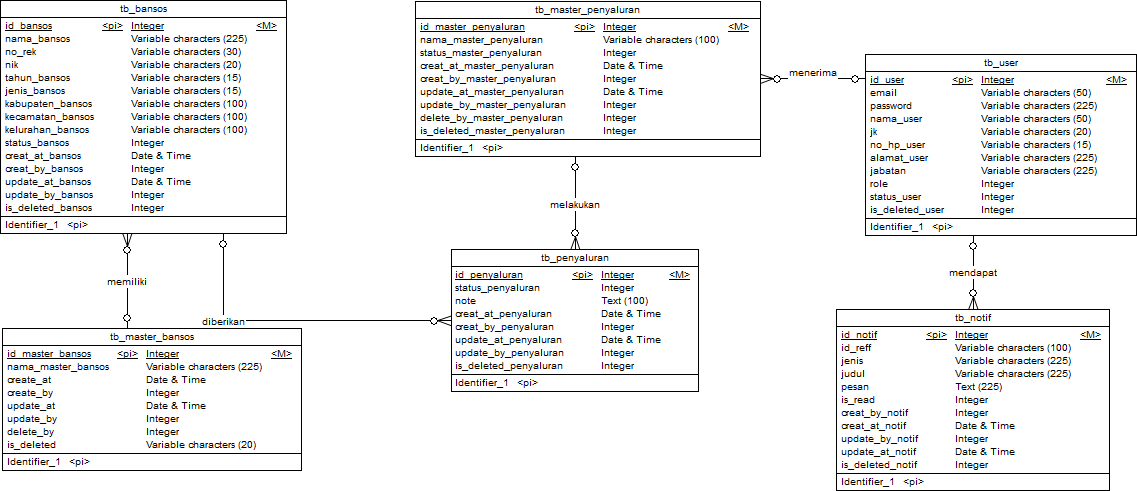 tb_bansos
id_bansos <pi> Integer <M>
nama_bansos Variable characters (225)
no_rek Variable characters (30)
nik Variable characters (20)
tahun_bansos Variable characters (15)
jenis_bansos Variable characters (15)
kabupaten_bansos Variable characters (100)
kecamatan_bansos Variable characters (100)
kelurahan_bansos Variable characters (100)
status_bansos Integer
creat_at_bansos Date & Time
creat_by_bansos Integer
update_at_bansos Date & Time
update_by_bansos Integer
is_deleted_bansos Integer
Identifier_1 <pi>
tb_master_penyaluran
id_master_penyaluran <pi> Integer <M>
nama_master_penyaluran Variable characters (100)
status_master_penyaluran Integer
creat_at_master_penyaluran Date & Time
creat_by_master_penyaluran Integer
update_at_master_penyaluran Date & Time
update_by_master_penyaluran Integer
delete_by_master_penyaluran Integer
is_deleted_master_penyaluran Integer
Identifier_1 <pi>
menerima
tb_user
id_user <pi> Integer <M>
email Variable characters (50)
password Variable characters (225)
nama_user Variable characters (50)
jk Variable characters (20)
no_hp_user Variable characters (15)
alamat_user Variable characters (225)
jabatan Variable characters (225)
role Integer
status_user Integer
is_deleted_user Integer
Identifier_1 <pi>
melakukan
memiliki
mendapat
diberikan
tb_penyaluran
id_penyaluran <pi> Integer <M>
status_penyaluran Integer
note Text (100)
creat_at_penyaluran Date & Time
creat_by_penyaluran Integer
update_at_penyaluran Date & Time
update_by_penyaluran Integer
is_deleted_penyaluran Integer
Identifier_1 <pi>
tb_master_bansos
id_master_bansos <pi> Integer <M>
nama_master_bansos Variable characters (225)
create_at Date & Time
create_by Integer
update_at Date & Time
update_by Integer
delete_by Integer
is_deleted Variable characters (20)
Identifier_1 <pi>
tb_notif
id_notif <pi> Integer <M>
id_reff Variable characters (100)
jenis Variable characters (225)
judul Variable characters (225)
pesan Text (225)
is_read Integer
creat_by_notif Integer
creat_at_notif Date & Time
update_by_notif Integer
update_at_notif Date & Time
is_deleted_notif Integer
Identifier_1 <pi>